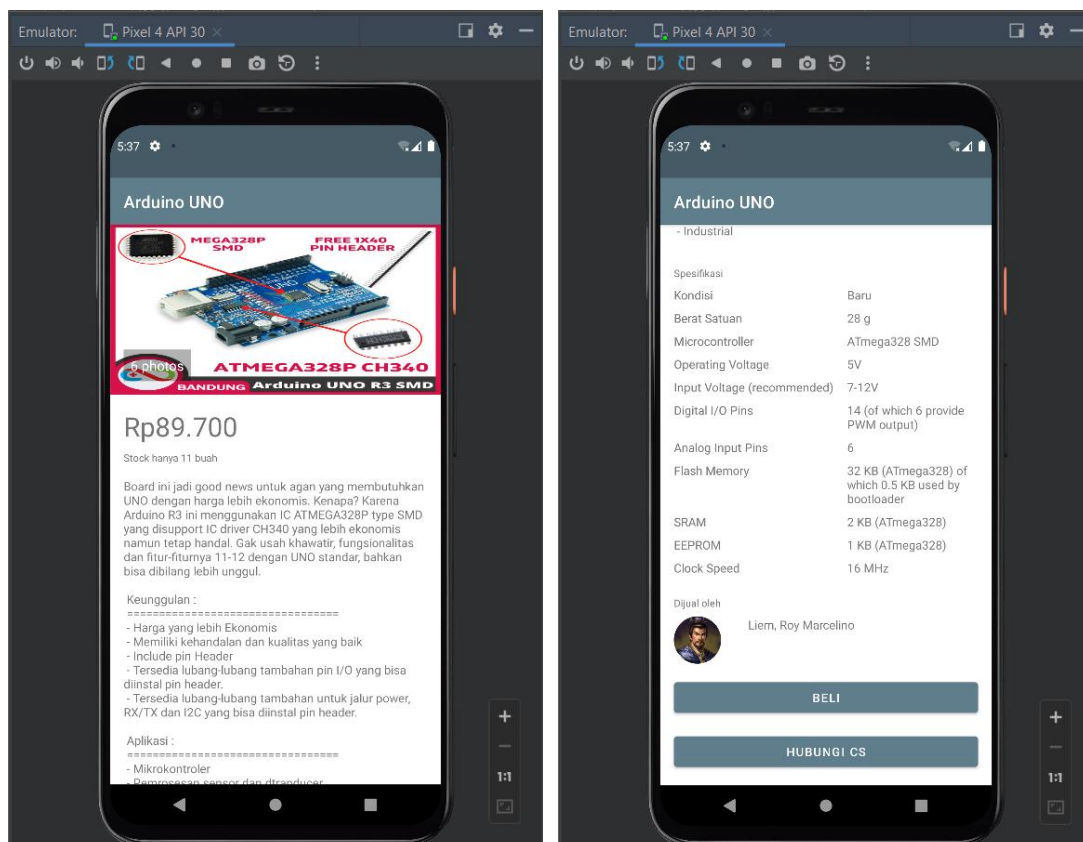 Emulator: Pixel 4 API 30
5:37
Arduino UNO
MEGA328P
SMD
FREE 1X40
PIN HEADER
UNO
6 photos
ATMEGA328P CH340
BANDUNG Arduino UNO R3 SMD
Rp89.700
Stock hanya 11 buah
Board ini jadi good news untuk agan yang membutuhkan
UNO dengan harga lebih ekonomis. Kenapa? Karena
Arduino R3 ini menggunakan IC ATMEGA328P type SMD
yang disupport IC driver CH340 yang lebih ekonomis
namun tetap handal. Gak usah khawatir, fungsionalitas
dan fitur-fiturnya 11-12 dengan UNO standar, bahkan
bisa dibilang lebih unggul.
Keunggulan :
==================================
- Harga yang lebih Ekonomis
- Memiliki kehandalan dan kualitas yang baik
- Include pin Header
- Tersedia lubang-lubang tambahan pin I/O yang bisa
diinstal pin header.
- Tersedia lubang-lubang tambahan untuk jalur power,
RX/TX dan I2C yang bisa diinstal pin header.
Aplikasi :
==================================
- Mikrokontroler
- Pemrosesan sensor dan dtranducer
1:1
Emulator: Pixel 4 API 30
5:37
Arduino UNO
- Industrial
Spesifikasi
Kondisi Baru
Berat Satuan 28 g
Microcontroller ATmega328 SMD
Operating Voltage 5V
Input Voltage (recommended) 7-12V
Digital I/O Pins 14 (of which 6 provide
PWM output)
Analog Input Pins 6
Flash Memory 32 KB (ATmega328) of
which 0.5 KB used by
bootloader
SRAM 2 KB (ATmega328)
EEPROM 1 KB (ATmega328)
Clock Speed 16 MHz
Dijual oleh
Liem, Roy Marcelino
BELI
HUBUNGI CS
1:1